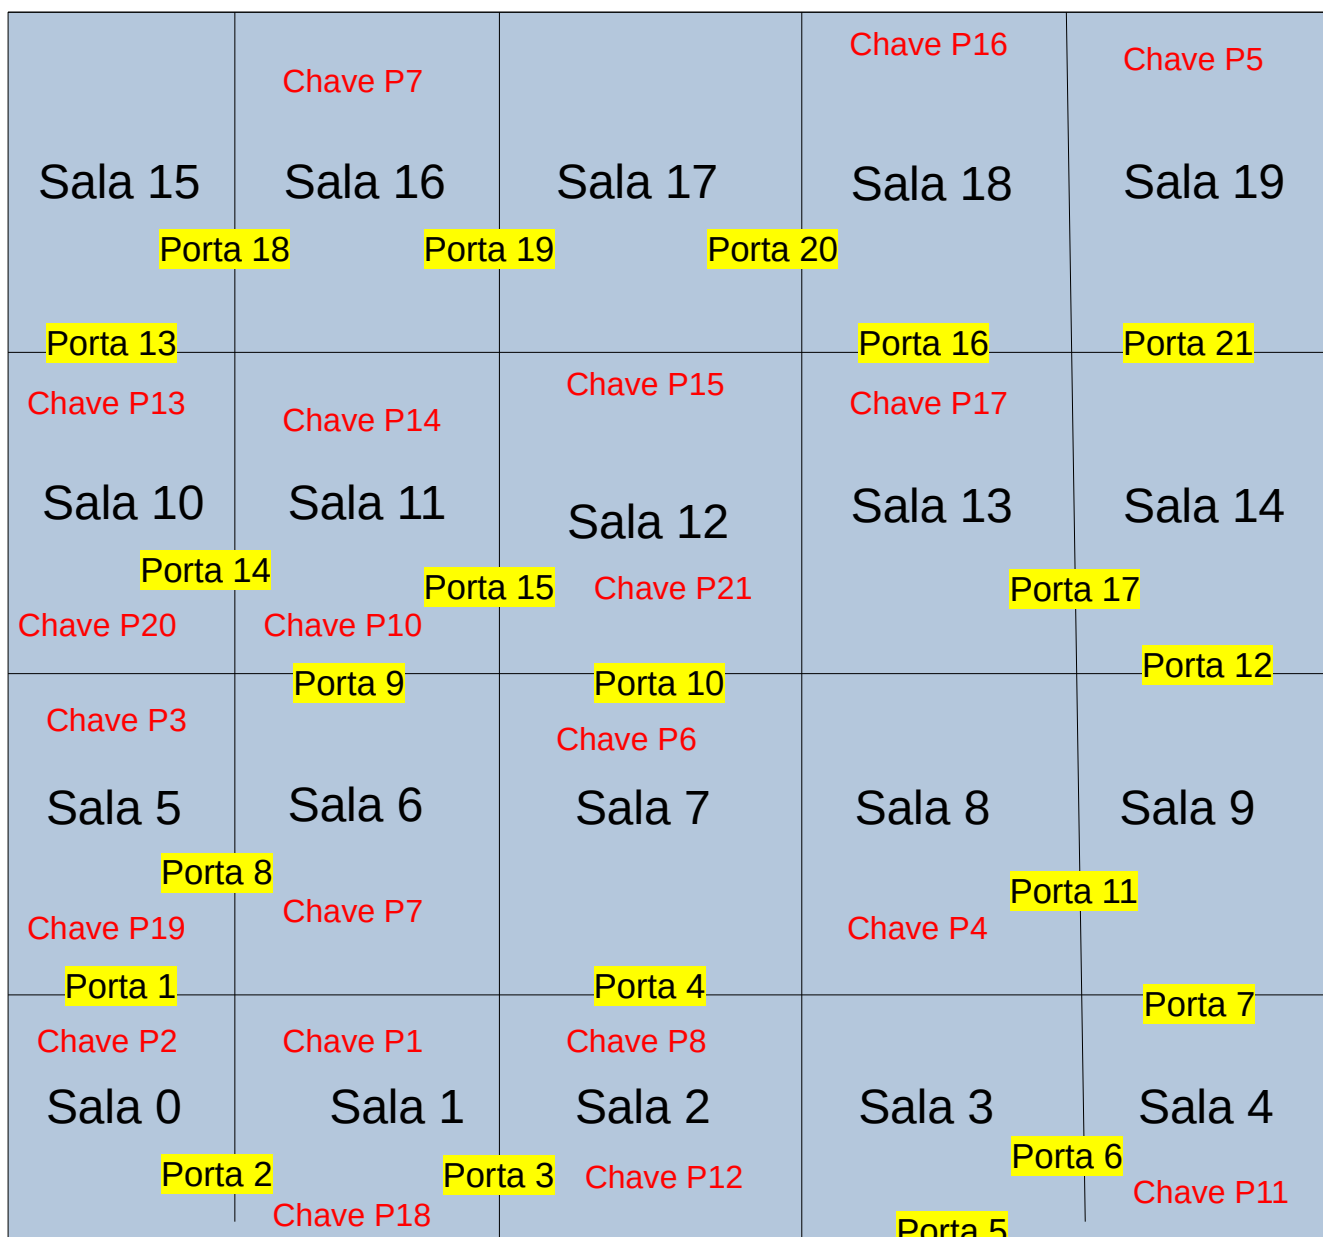 Chave P7
Chave P16
Chave P5
Sala 15
Sala 16
Sala 17
Sala 18
Sala 19
Porta 18
Porta 19
Porta 20
Porta 13
Porta 16
Porta 21
Chave P13
Chave P14
Chave P15
Chave P17
Sala 10
Sala 11
Sala 12
Sala 13
Sala 14
Porta 14
Porta 15
Chave P21
Porta 17
Chave P20
Chave P10
Porta 9
Porta 10
Porta 12
Chave P3
Chave P6
Sala 5
Sala 6
Sala 7
Sala 8
Sala 9
Porta 8
Porta 11
Chave P19
Chave P7
Chave P4
Porta 1
Porta 4
Porta 7
Chave P2
Chave P1
Chave P8
Sala 0
Sala 1
Sala 2
Sala 3
Sala 4
Porta 2
Porta 3
Chave P12
Porta 6
Chave P11
Chave P18
Porta 5